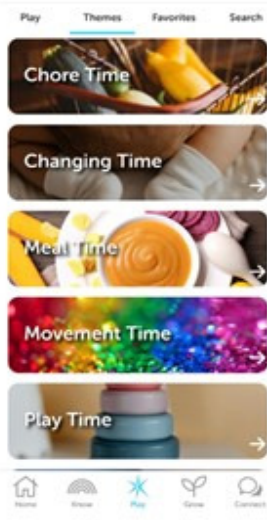 Play Themes Favorites Search
Chore Time
Changing Time
Meal Time
Movement Time
Play Time
Home Know Play Grow Connect